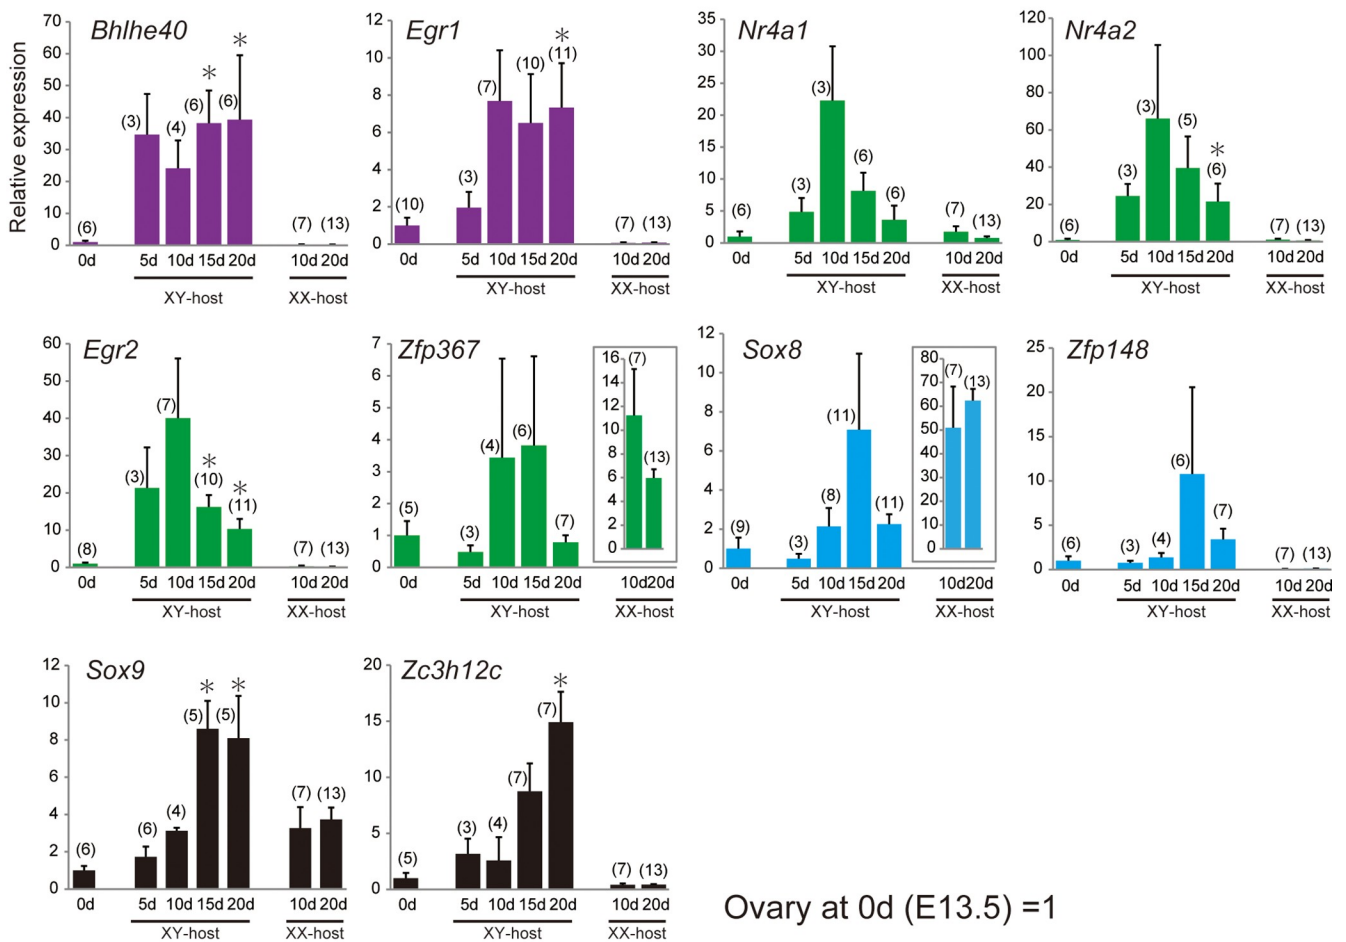 Relative expression
Bhlhe40
70
60
50
40
30
20
10
0
(6) (3) (4) (6) * (6) * (7) (13)
0d 5d 10d 15d 20d 10d 20d
XY-host XX-host
Egr1
12
10
8
6
4
2
0
(10) (3) (7) (10) (11) * (7) (13)
0d 5d 10d 15d 20d 10d 20d
XY-host XX-host
Nr4a1
35
30
25
20
15
10
5
0
(6) (3) (3) (6) (6) (7) (13)
0d 5d 10d 15d 20d 10d 20d
XY-host XX-host
Nr4a2
120
100
80
60
40
20
0
(6) (3) (3) (5) (6) * (7) (13)
0d 5d 10d 15d 20d 10d 20d
XY-host XX-host
Egr2
60
50
40
30
20
10
0
(8) (3) (7) (10) * (11) * (7) (13)
0d 5d 10d 15d 20d 10d 20d
XY-host XX-host
Zfp367
7
6
5
4
3
2
1
0
(5) (3) (4) (6) (7)
16
14
12
10
8
6
4
2
0
(7) (13)
0d 5d 10d 15d 20d 10d 20d
XY-host XX-host
Sox8
12
10
8
6
4
2
0
(9) (3) (8) (11) (11)
80
70
60
50
40
30
20
10
0
(7) (13)
0d 5d 10d 15d 20d 10d 20d
XY-host XX-host
Zfp148
25
20
15
10
5
0
(6) (3) (4) (6) (7) (7) (13)
0d 5d 10d 15d 20d 10d 20d
XY-host XX-host
Sox9
12
10
8
6
4
2
0
(6) (6) (4) (5) * (5) * (7) (13)
0d 5d 10d 15d 20d 10d 20d
XY-host XX-host
Zc3h12c
20
15
10
5
0
(5) (3) (4) (7) (7) * (7) (13)
0d 5d 10d 15d 20d 10d 20d
XY-host XX-host
Ovary at 0d (E13.5) =1